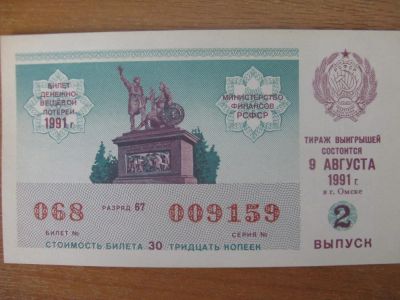 БИЛЕТ
ДЕНЕЖНО-
ВЕЩЕВОЙ
ЛОТЕРЕИ
1991 г.
МИНИСТЕРСТВО
ФИНАНСОВ
РСФСР
ТИРАЖ ВЫИГРЫШЕЙ
СОСТОИТСЯ
9 АВГУСТА
1991 г.
в г. Омске
2
ВЫПУСК
068 РАЗРЯД 67 009159
БИЛЕТ № СЕРИЯ №
СТОИМОСТЬ БИЛЕТА 30 ТРИДЦАТЬ КОПЕЕК